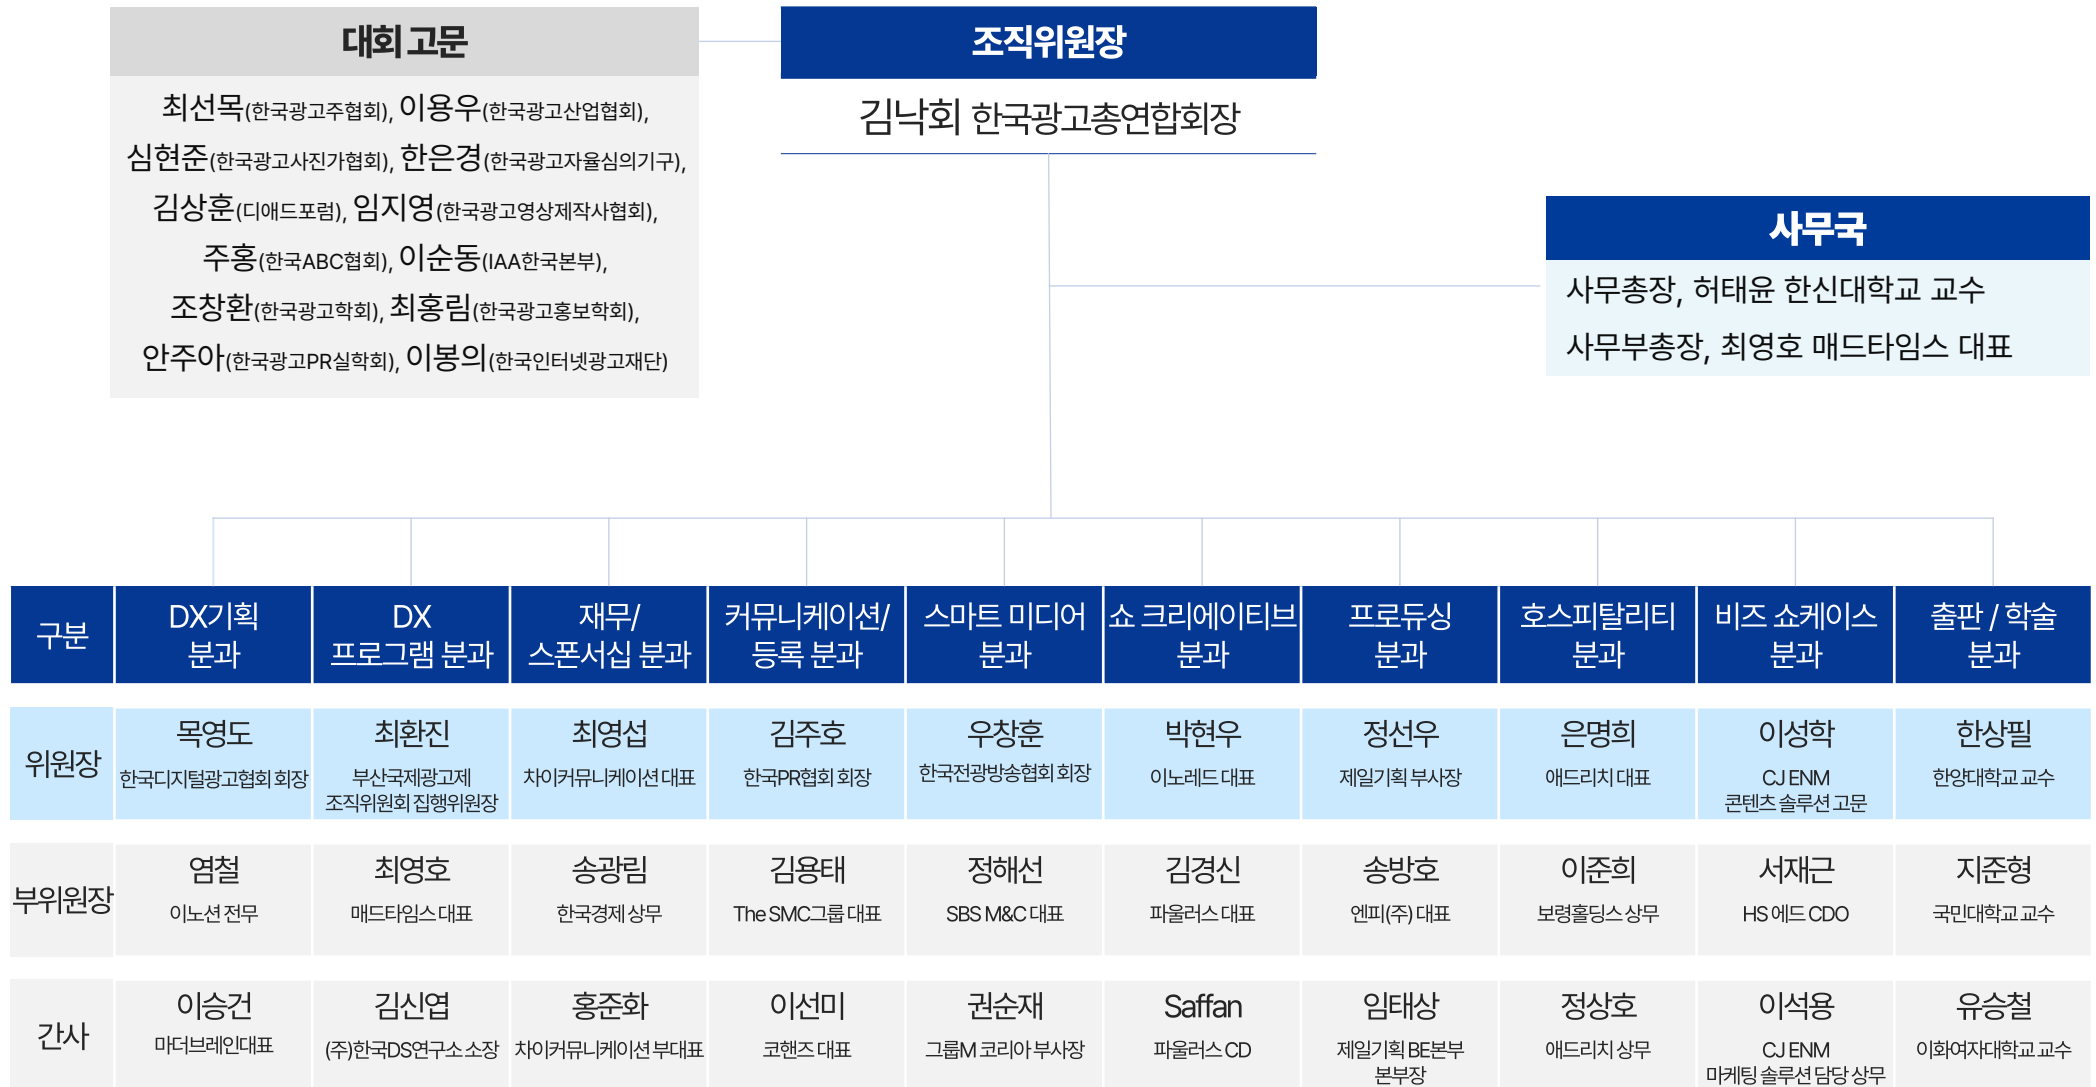 대회 고문
최선목(한국광고주협회), 이용우(한국광고산업협회),
심현준(한국광고사진가협회), 한은경(한국광고자율심의기구),
김상훈(디애드포럼), 임지영(한국광고영상제작사협회),
주홍(한국ABC협회), 이순동(IAA한국본부),
조창환(한국광고학회), 최홍림(한국광고홍보학회),
안주아(한국광고PR실학회), 이봉의(한국인터넷광고재단)
조직위원장
김낙회 한국광고총연합회장
사무국
사무총장, 허태윤 한신대학교 교수
사무부총장, 최영호 매드타임스 대표
구분
DX기획
분과
DX
프로그램 분과
재무/
스폰서십 분과
커뮤니케이션/
등록 분과
스마트 미디어
분과
쇼 크리에이티브
분과
프로듀싱
분과
호스피탈리티
분과
비즈 쇼케이스
분과
출판 / 학술
분과
위원장
목영도
한국디지털광고협회 회장
최환진
부산국제광고제
조직위원회 집행위원장
최영섭
차이커뮤니케이션 대표
김주호
한국PR협회 회장
우창훈
한국전광방송협회 회장
박현우
이노레드 대표
정선우
제일기획 부사장
은명희
애드리치 대표
이성학
CJ ENM
콘텐츠 솔루션 고문
한상필
한양대학교 교수
부위원장
염철
이노션 전무
최영호
매드타임스 대표
송광림
한국경제 상무
김용태
The SMC그룹 대표
정해선
SBS M&C 대표
김경신
파울러스 대표
송방호
엔피(주) 대표
이준희
보령홀딩스 상무
서재근
HS 에드 CDO
지준형
국민대학교 교수
간사
이승건
마더브레인대표
김신엽
(주)한국DS연구소 소장
홍준화
차이커뮤니케이션 부대표
이선미
코핸즈 대표
권순재
그룹M 코리아 부사장
Saffan
파울러스 CD
임태상
제일기획 BE본부
본부장
정상호
애드리치 상무
이석용
CJ ENM
마케팅 솔루션 담당 상무
유승철
이화여자대학교 교수